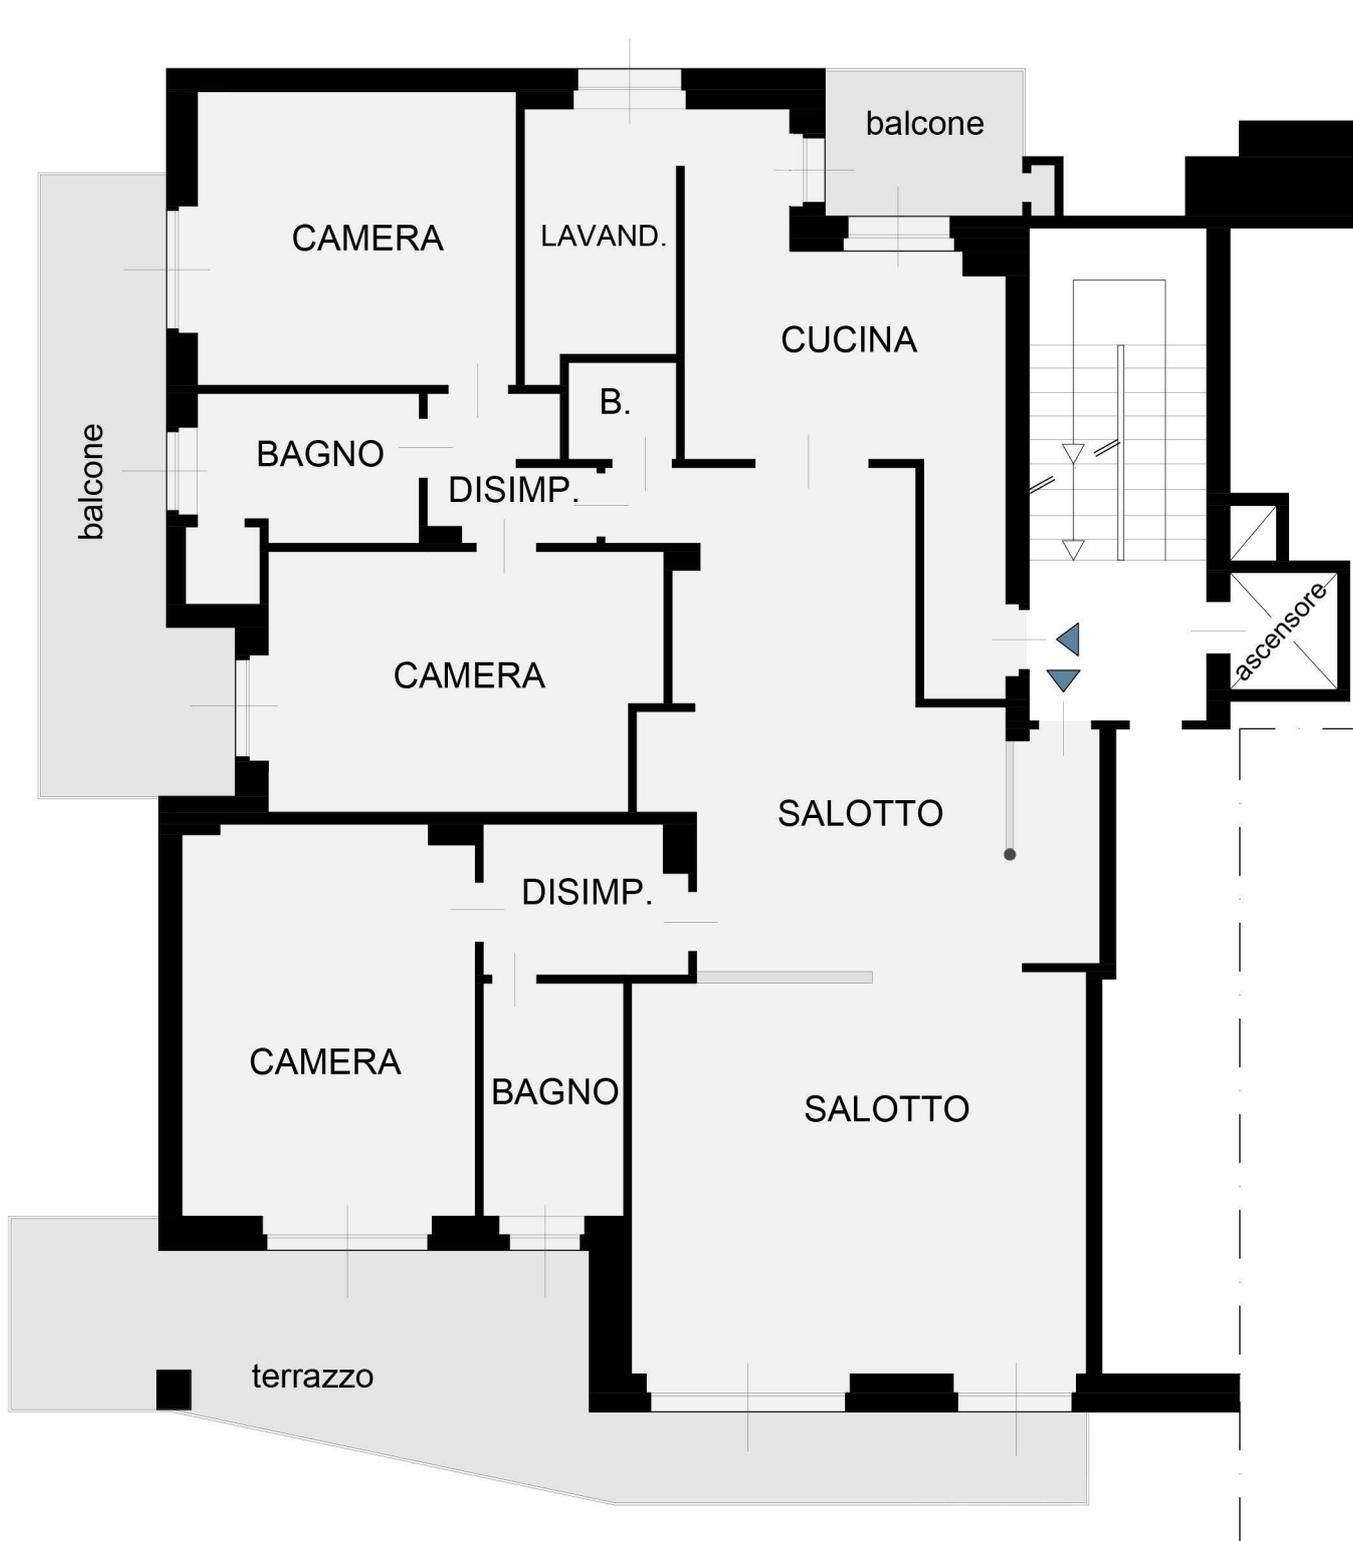 balcone
CAMERA
LAVAND.
CUCINA
B.
BAGNO
balcone
DISIMP.
ascensore
CAMERA
SALOTTO
DISIMP.
CAMERA
BAGNO
SALOTTO
terrazzo